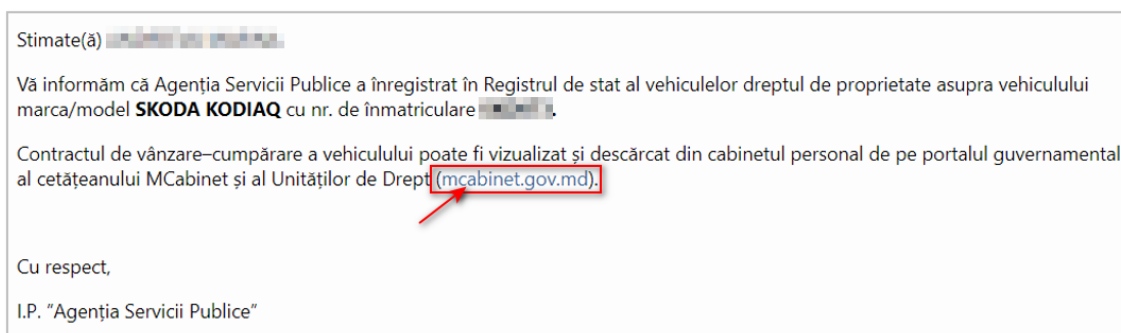 Stimate(ă)
Vă informăm că Agenția Servicii Publice a înregistrat în Registrul de stat al vehiculelor dreptul de proprietate asupra vehiculului
marca/model SKODA KODIAQ cu nr. de înmatriculare
Contractul de vânzare–cumpărare a vehiculului poate fi vizualizat și descărcat din cabinetul personal de pe portalul guvernamental
al cetățeanului MCabinet și al Unităților de Drept (mcabinet.gov.md).
Cu respect,
I.P. "Agenția Servicii Publice"